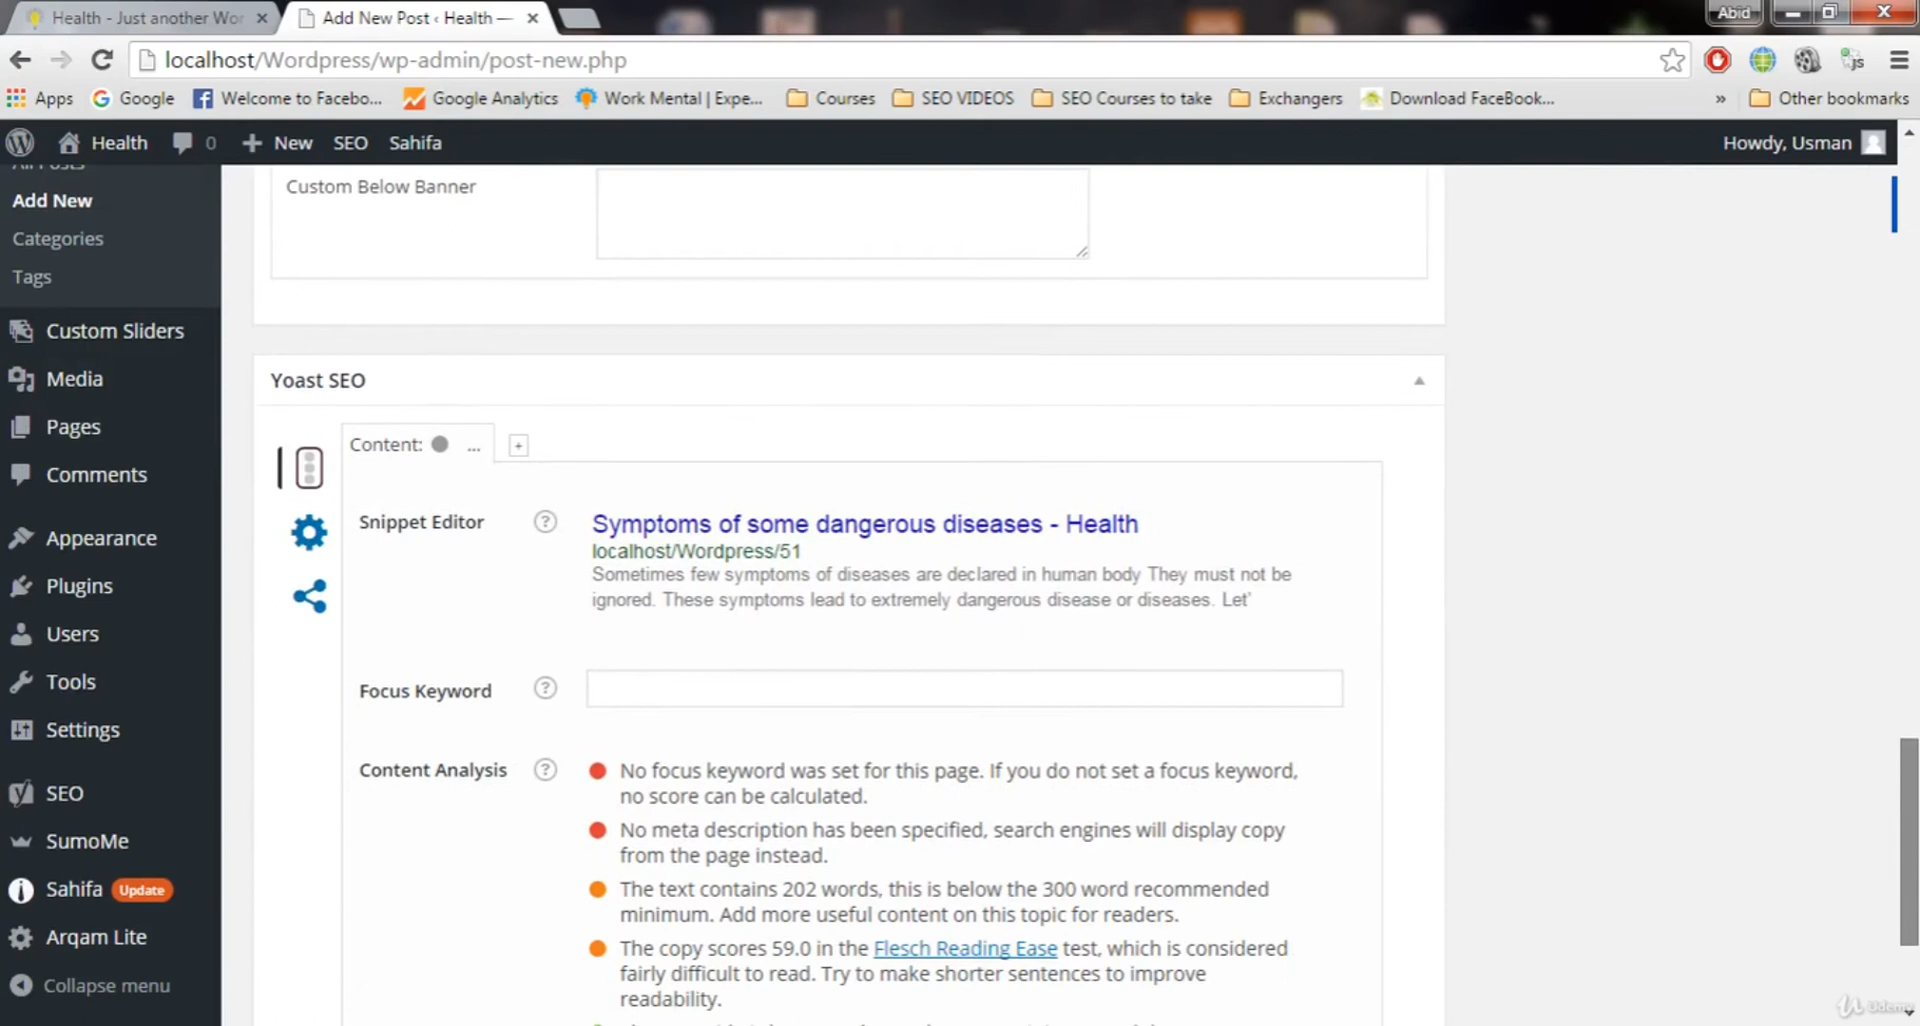 Health - Just another Wor
Add New Post ‹ Health —
Abid
localhost/Wordpress/wp-admin/post-new.php
Apps
Google
Welcome to Facebo...
Google Analytics
Work Mental | Expe...
Courses
SEO VIDEOS
SEO Courses to take
Exchangers
Download FaceBook...
»
Other bookmarks
Health
0
New
SEO
Sahifa
Howdy, Usman
All Posts
Add New
Categories
Tags
Custom Sliders
Media
Pages
Comments
Appearance
Plugins
Users
Tools
Settings
SEO
SumoMe
Sahifa Update
Arqam Lite
Collapse menu
Custom Below Banner
Yoast SEO
Content: ...
+
Snippet Editor
?
Symptoms of some dangerous diseases - Health
localhost/Wordpress/51
Sometimes few symptoms of diseases are declared in human body They must not be
ignored. These symptoms lead to extremely dangerous disease or diseases. Let'
Focus Keyword
?
Content Analysis
?
No focus keyword was set for this page. If you do not set a focus keyword,
no score can be calculated.
No meta description has been specified, search engines will display copy
from the page instead.
The text contains 202 words, this is below the 300 word recommended
minimum. Add more useful content on this topic for readers.
The copy scores 59.0 in the Flesch Reading Ease test, which is considered
fairly difficult to read. Try to make shorter sentences to improve
readability.
Udemy